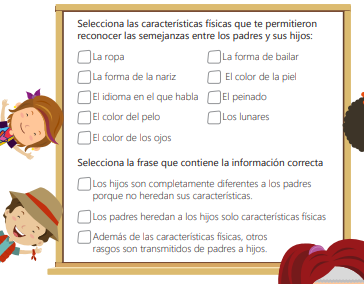 Selecciona las características físicas que te permitieron
reconocer las semejanzas entre los padres y sus hijos:
La ropa
La forma de bailar
La forma de la nariz
El color de la piel
El idioma en el que habla
El peinado
El color del pelo
Los lunares
El color de los ojos
Selecciona la frase que contiene la información correcta
Los hijos son completamente diferentes a los padres
porque no heredan sus características.
Los padres heredan a los hijos solo características físicas
Además de las características físicas, otros
rasgos son transmitidos de padres a hijos.